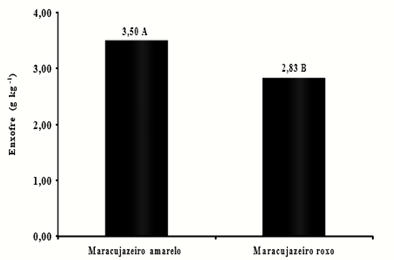 4,00
3,50 A
3,00
2,83 B
Enxofre (g kg⁻¹)
2,00
1,00
0,00
Maracujazeiro amarelo
Maracujazeiro roxo